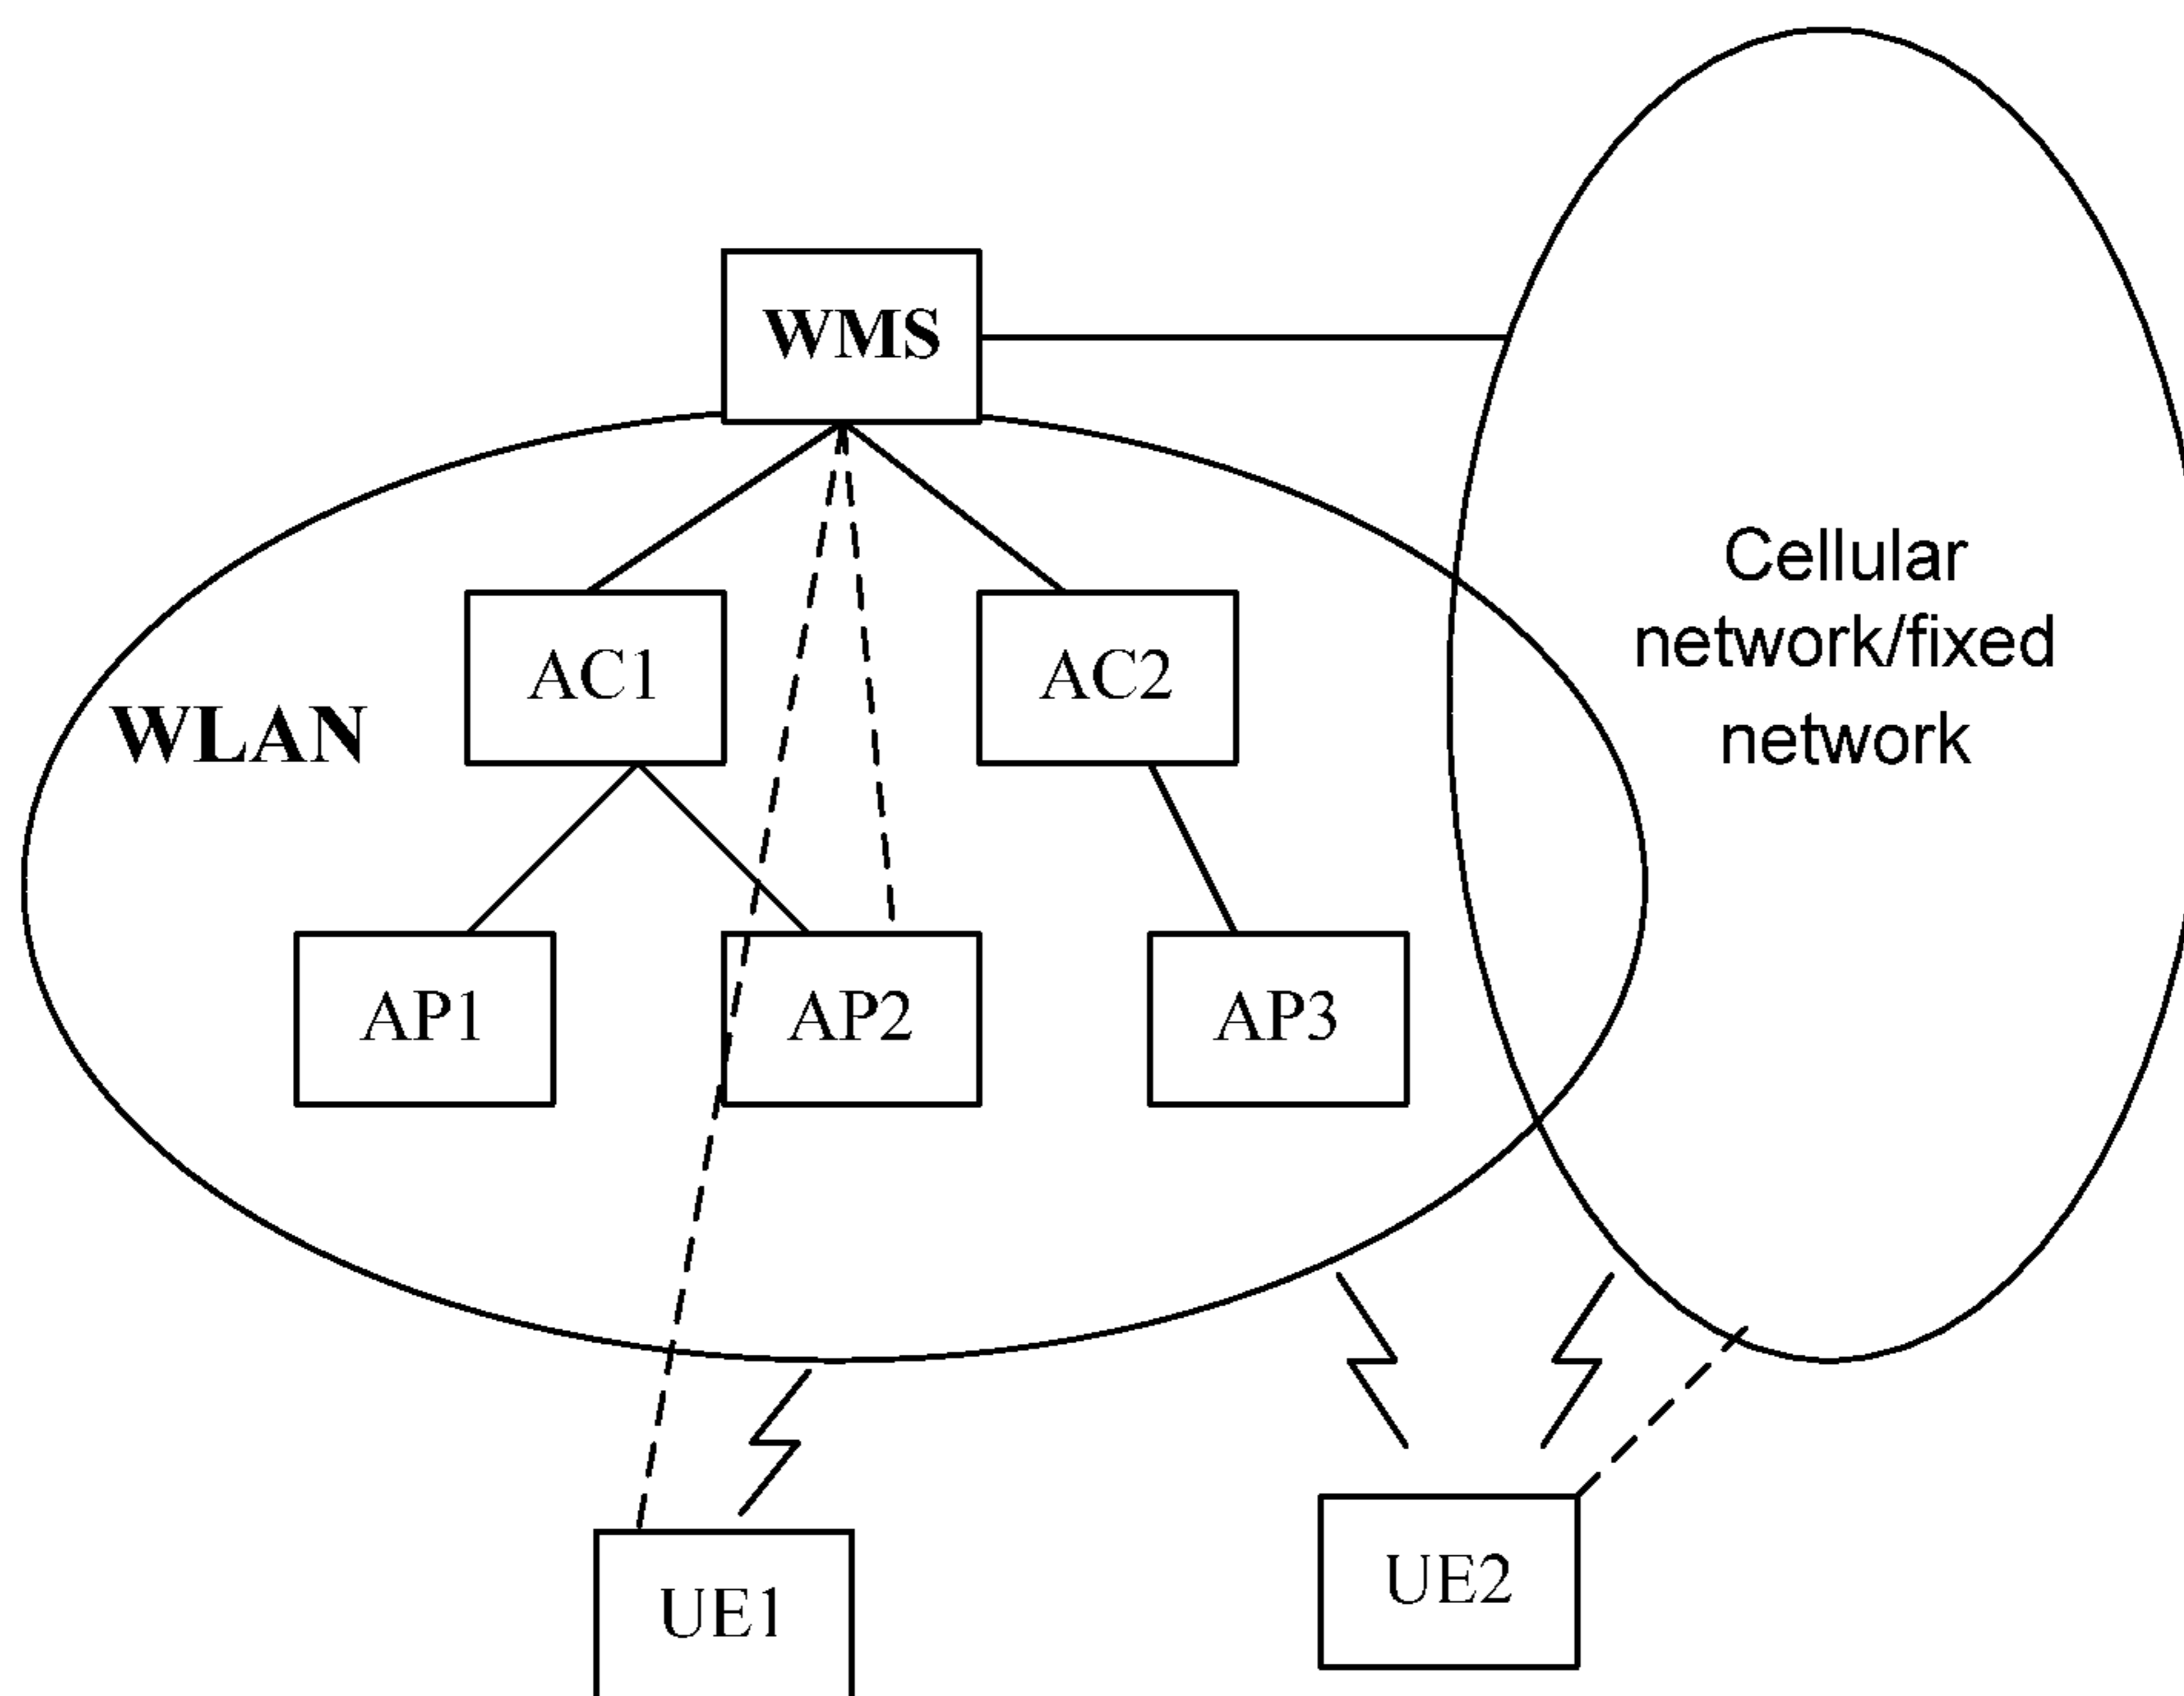 WMS
Cellular
network/fixed
network
AC1
AC2
WLAN
AP1
AP2
AP3
UE1
UE2